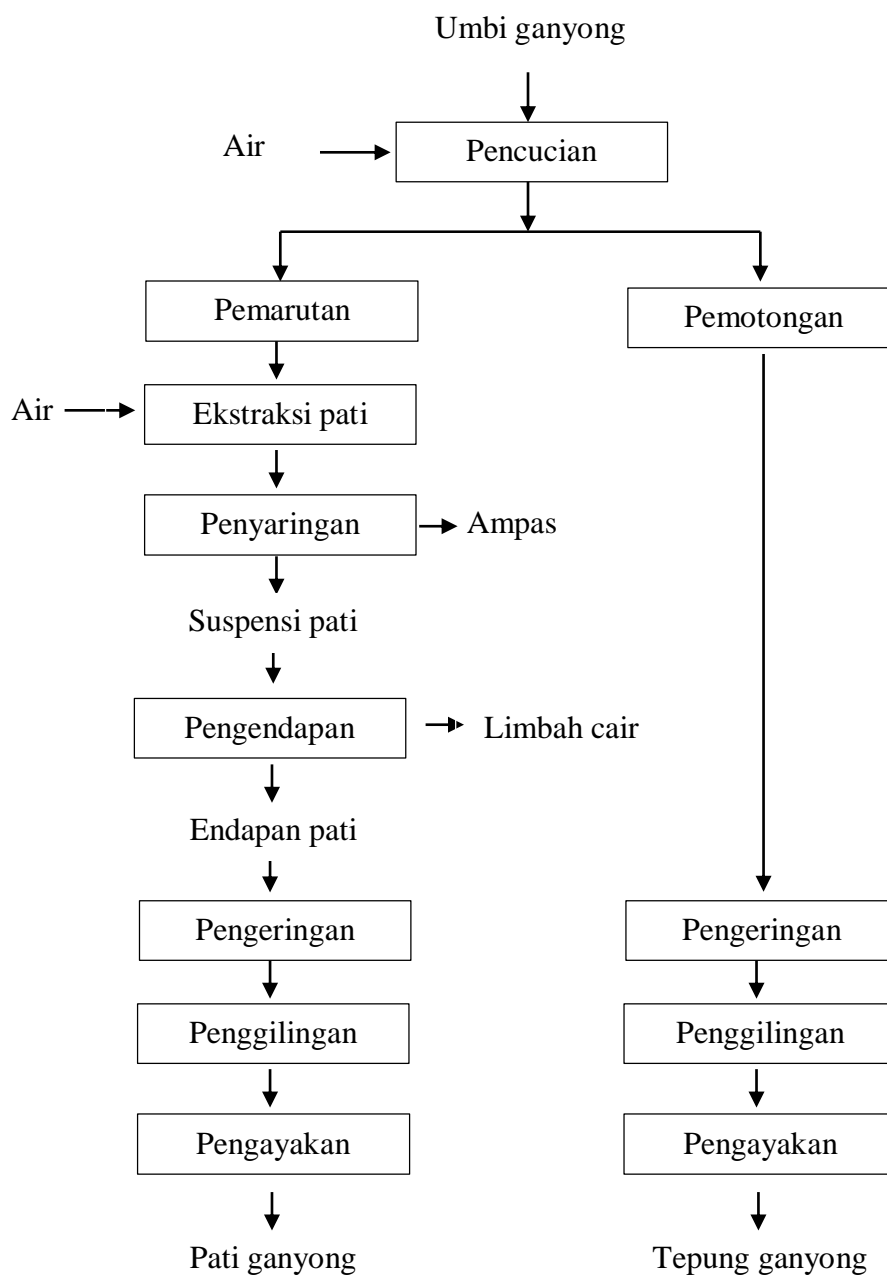 Umbi ganyong
Air
Pencucian
Pemarutan
Pemotongan
Air
Ekstraksi pati
Penyaringan
Ampas
Suspensi pati
Pengendapan
Limbah cair
Endapan pati
Pengeringan
Pengeringan
Penggilingan
Penggilingan
Pengayakan
Pengayakan
Pati ganyong
Tepung ganyong